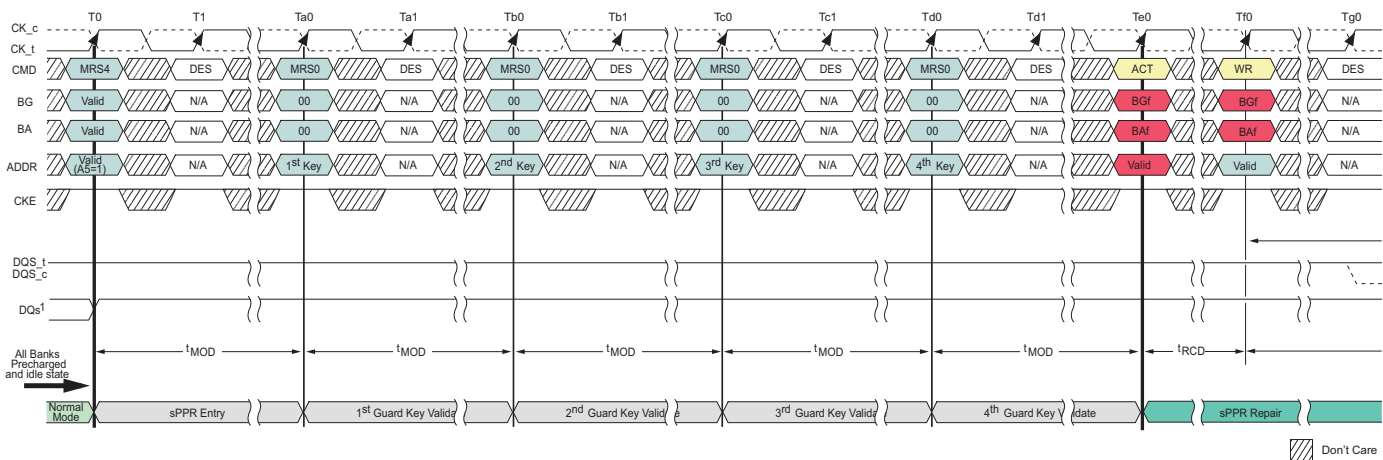 T0 T1 Ta0 Ta1 Tb0 Tb1 Tc0 Tc1 Td0 Td1 Te0 Tf0 Tg0
CK_c
CK_t
CMD MRS4 DES MRS0 DES MRS0 DES MRS0 DES MRS0 DES ACT WR DES
BG Valid N/A 00 N/A 00 N/A 00 N/A 00 N/A BGf BGf N/A
BA Valid N/A 00 N/A 00 N/A 00 N/A 00 N/A BAf BAf N/A
ADDR Valid (A5=1) N/A 1st Key N/A 2nd Key N/A 3rd Key N/A 4th Key N/A Valid Valid N/A
CKE
DQS_t
DQS_c
DQs1
tMOD tMOD tMOD tMOD tMOD tRCD
All Banks
Precharged
and idle state
Normal Mode sPPR Entry 1st Guard Key Valida 2nd Guard Key Valid e 3rd Guard Key Valida 4th Guard Key V date sPPR Repair
Don't Care